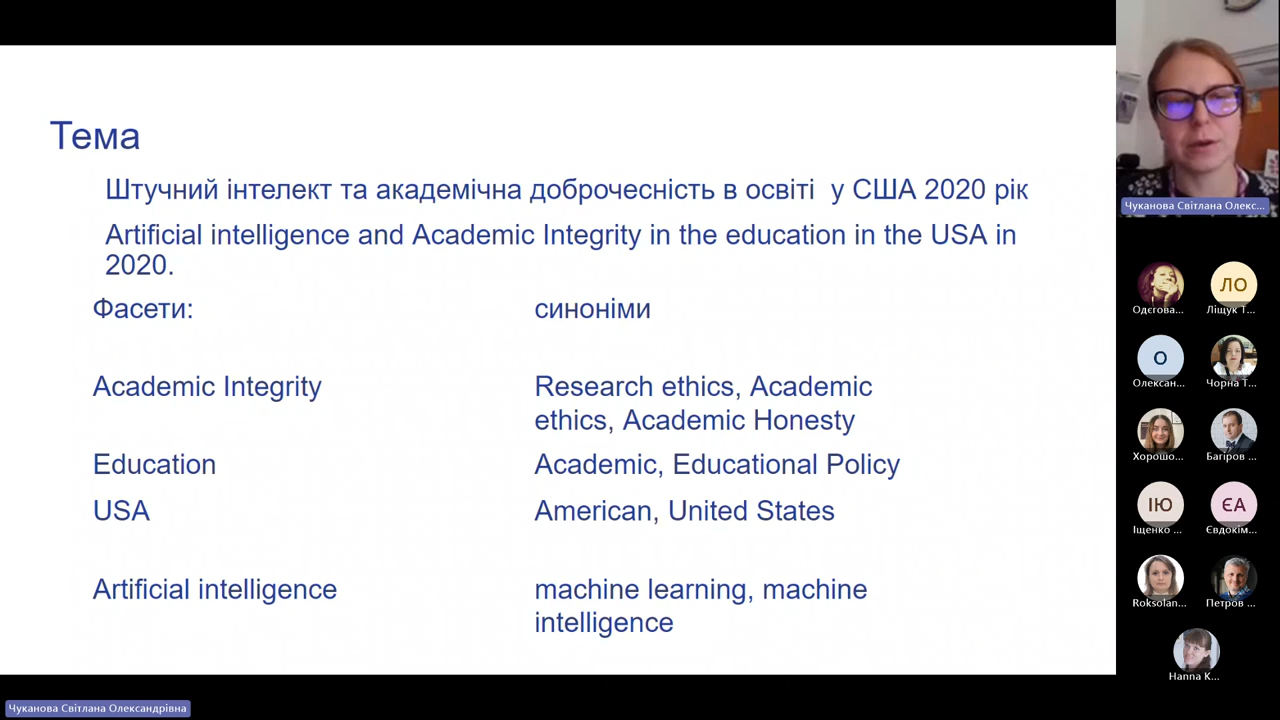 Тема
Штучний інтелект та академічна доброчесність в освіті у США 2020 рік
Artificial intelligence and Academic Integrity in the education in the USA in
2020.
Фасети:
синоніми
Academic Integrity
Research ethics, Academic
ethics, Academic Honesty
Education
Academic, Educational Policy
USA
American, United States
Artificial intelligence
machine learning, machine
intelligence
Чуканова Світлана Олекс...
Одєгова...
ЛО
Ліщук Т...
О
Олексан...
Чорна Т...
Хорошо...
Багіров ...
ІЮ
Іщенко ...
ЄА
Євдокім...
Roksolan...
Петров ...
Hanna K...
Чуканова Світлана Олександрівна